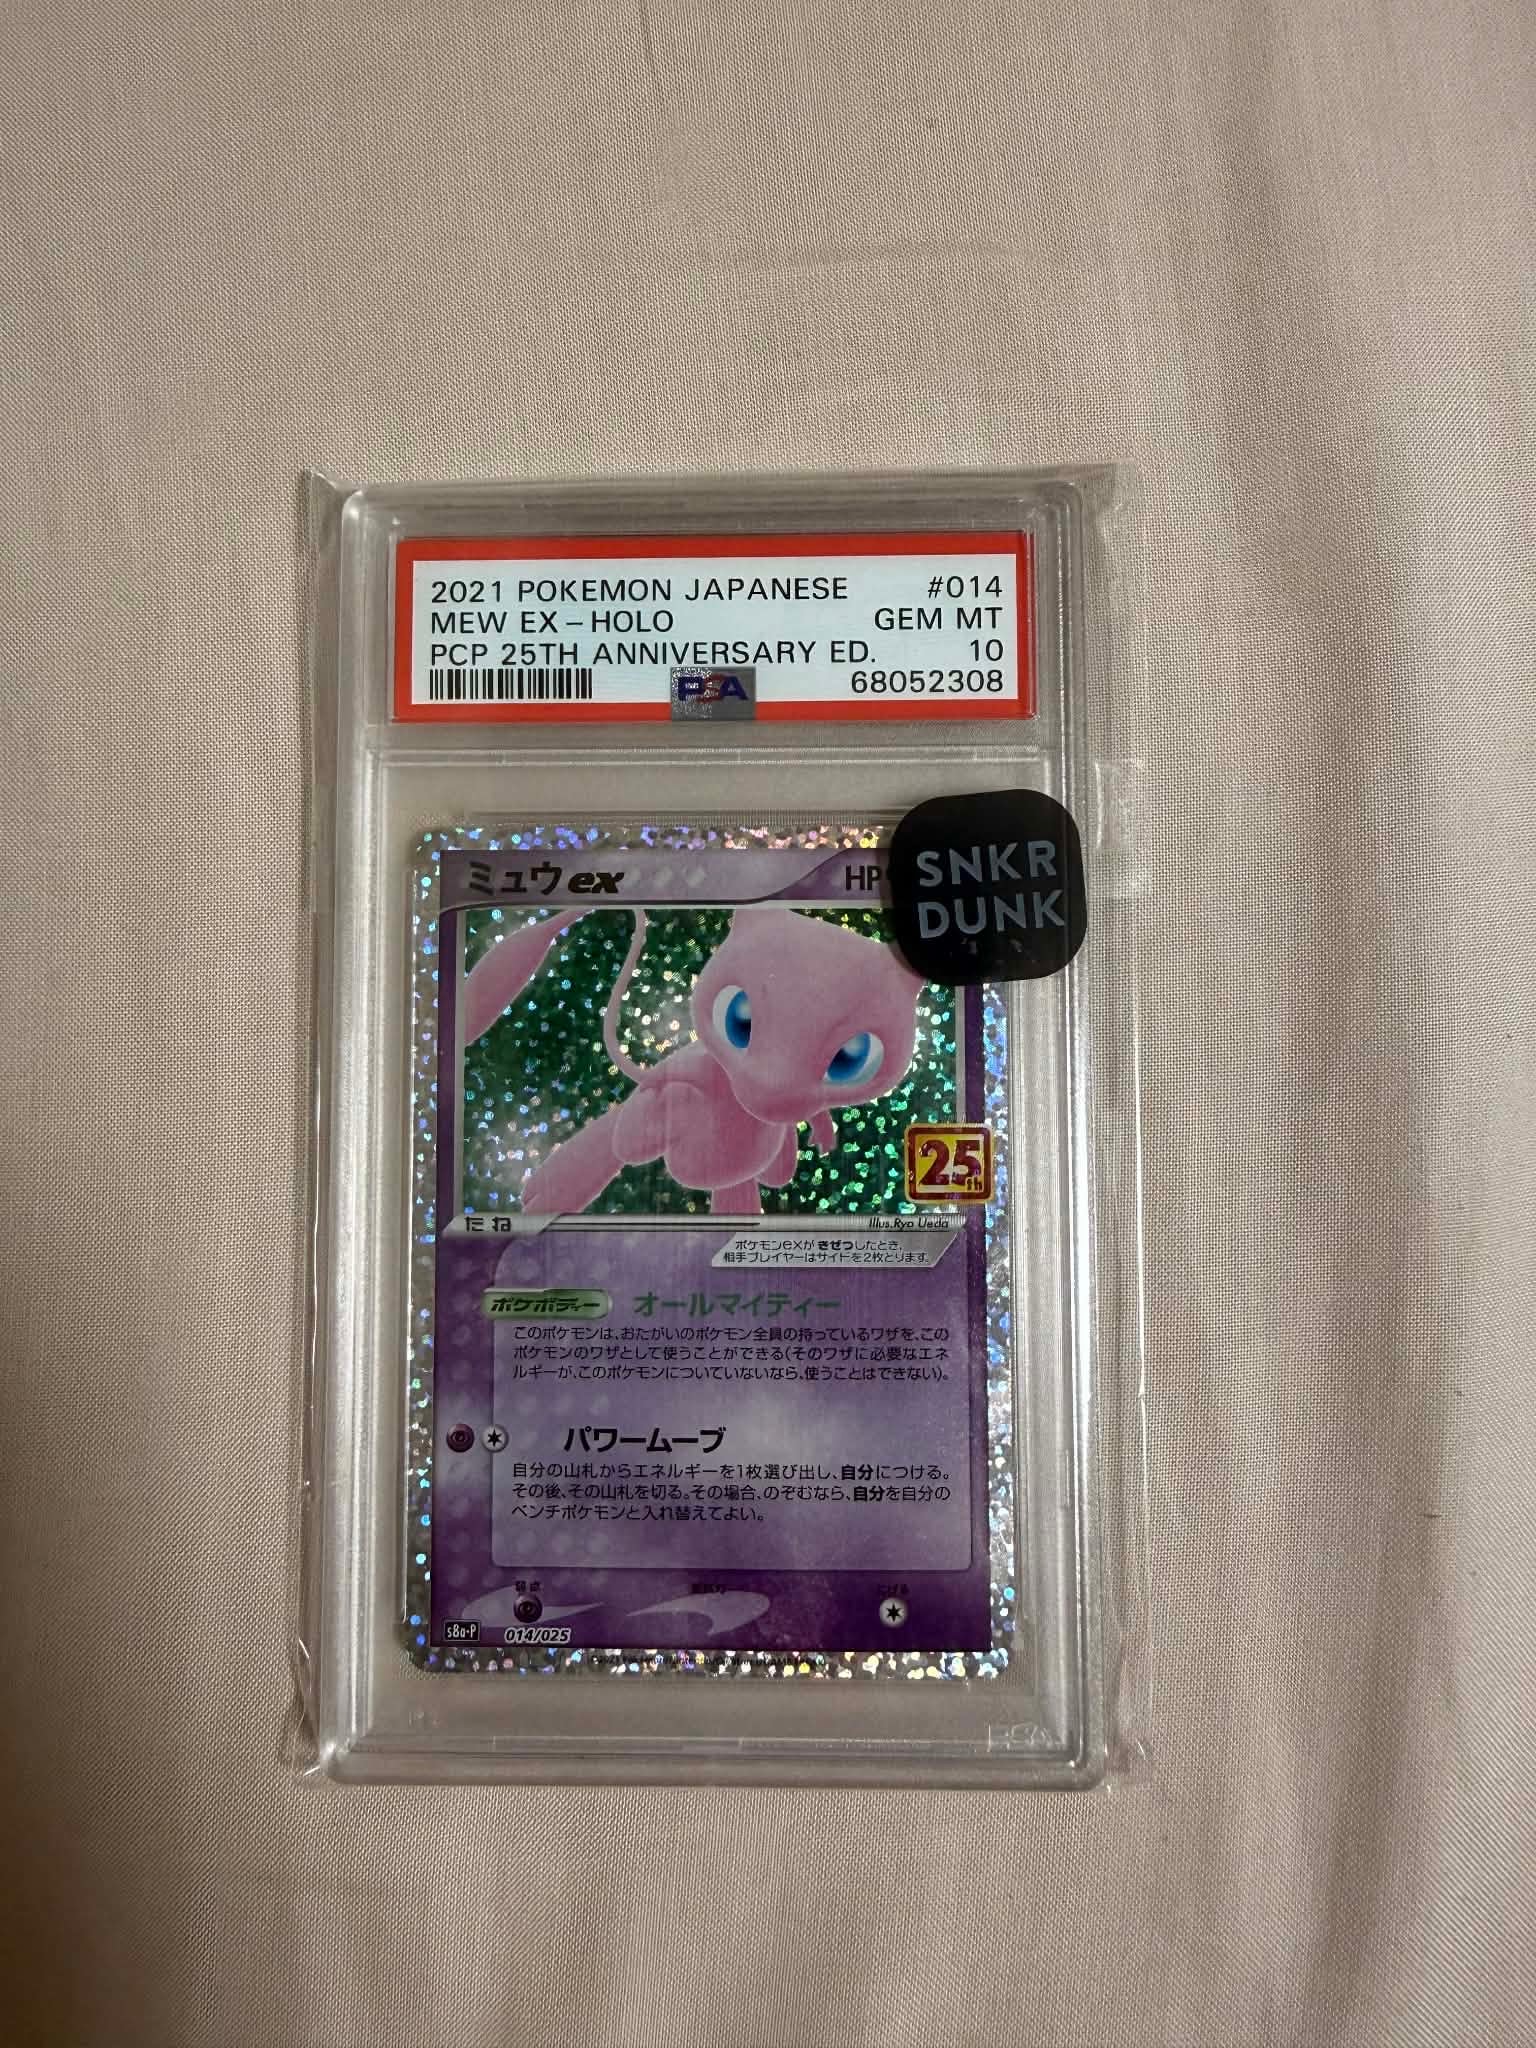 2021 POKEMON JAPANESE #014
MEW EX-HOLO GEM MT
PCP 25TH ANNIVERSARY ED. 10
PSA 68052308
SNKR
DUNK
ミュウex HP
25th
たね Illus.Ryo Ueda
ポケモンexがきぜつしたとき、
相手プレイヤーはサイドを2枚とります。
ポケボディー オールマイティー
このポケモンは、おたがいのポケモン全員の持っているワザを、この
ポケモンのワザとして使うことができる(そのワザに必要なエネ
ルギーが、このポケモンについていないなら、使うことはできない)。
パワームーブ
自分の山札からエネルギーを1枚選び出し、自分につける。
その後、その山札を切る。その場合、のぞむなら、自分を自分の
ベンチポケモンと入れ替えてよい。
弱点 抵抗力 にげる
s8a-P 014/025